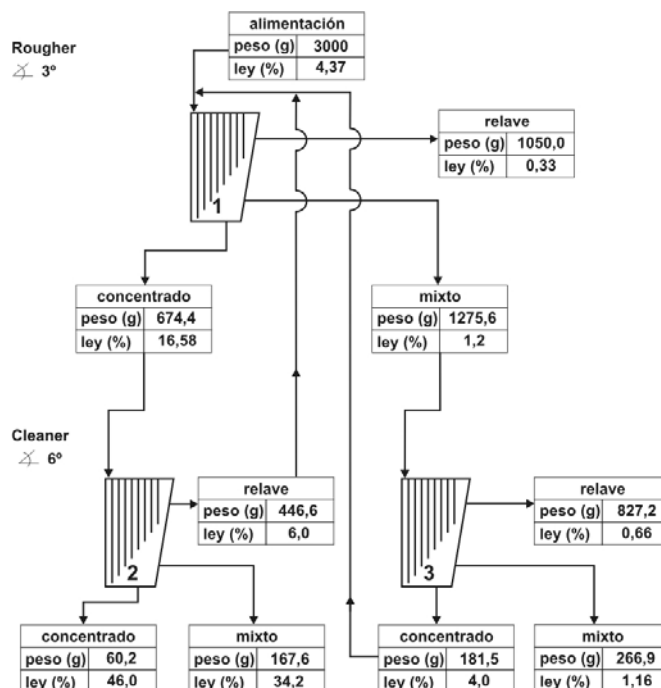 alimentación
Rougher
peso (g) 3000
3º
ley (%) 4,37
relave
peso (g) 1050,0
ley (%) 0,33
1
concentrado
peso (g) 674,4
ley (%) 16,58
mixto
peso (g) 1275,6
ley (%) 1,2
Cleaner
6º
relave
peso (g) 446,6
ley (%) 6,0
relave
peso (g) 827,2
ley (%) 0,66
2
3
concentrado
peso (g) 60,2
ley (%) 46,0
mixto
peso (g) 167,6
ley (%) 34,2
concentrado
peso (g) 181,5
ley (%) 4,0
mixto
peso (g) 266,9
ley (%) 1,16